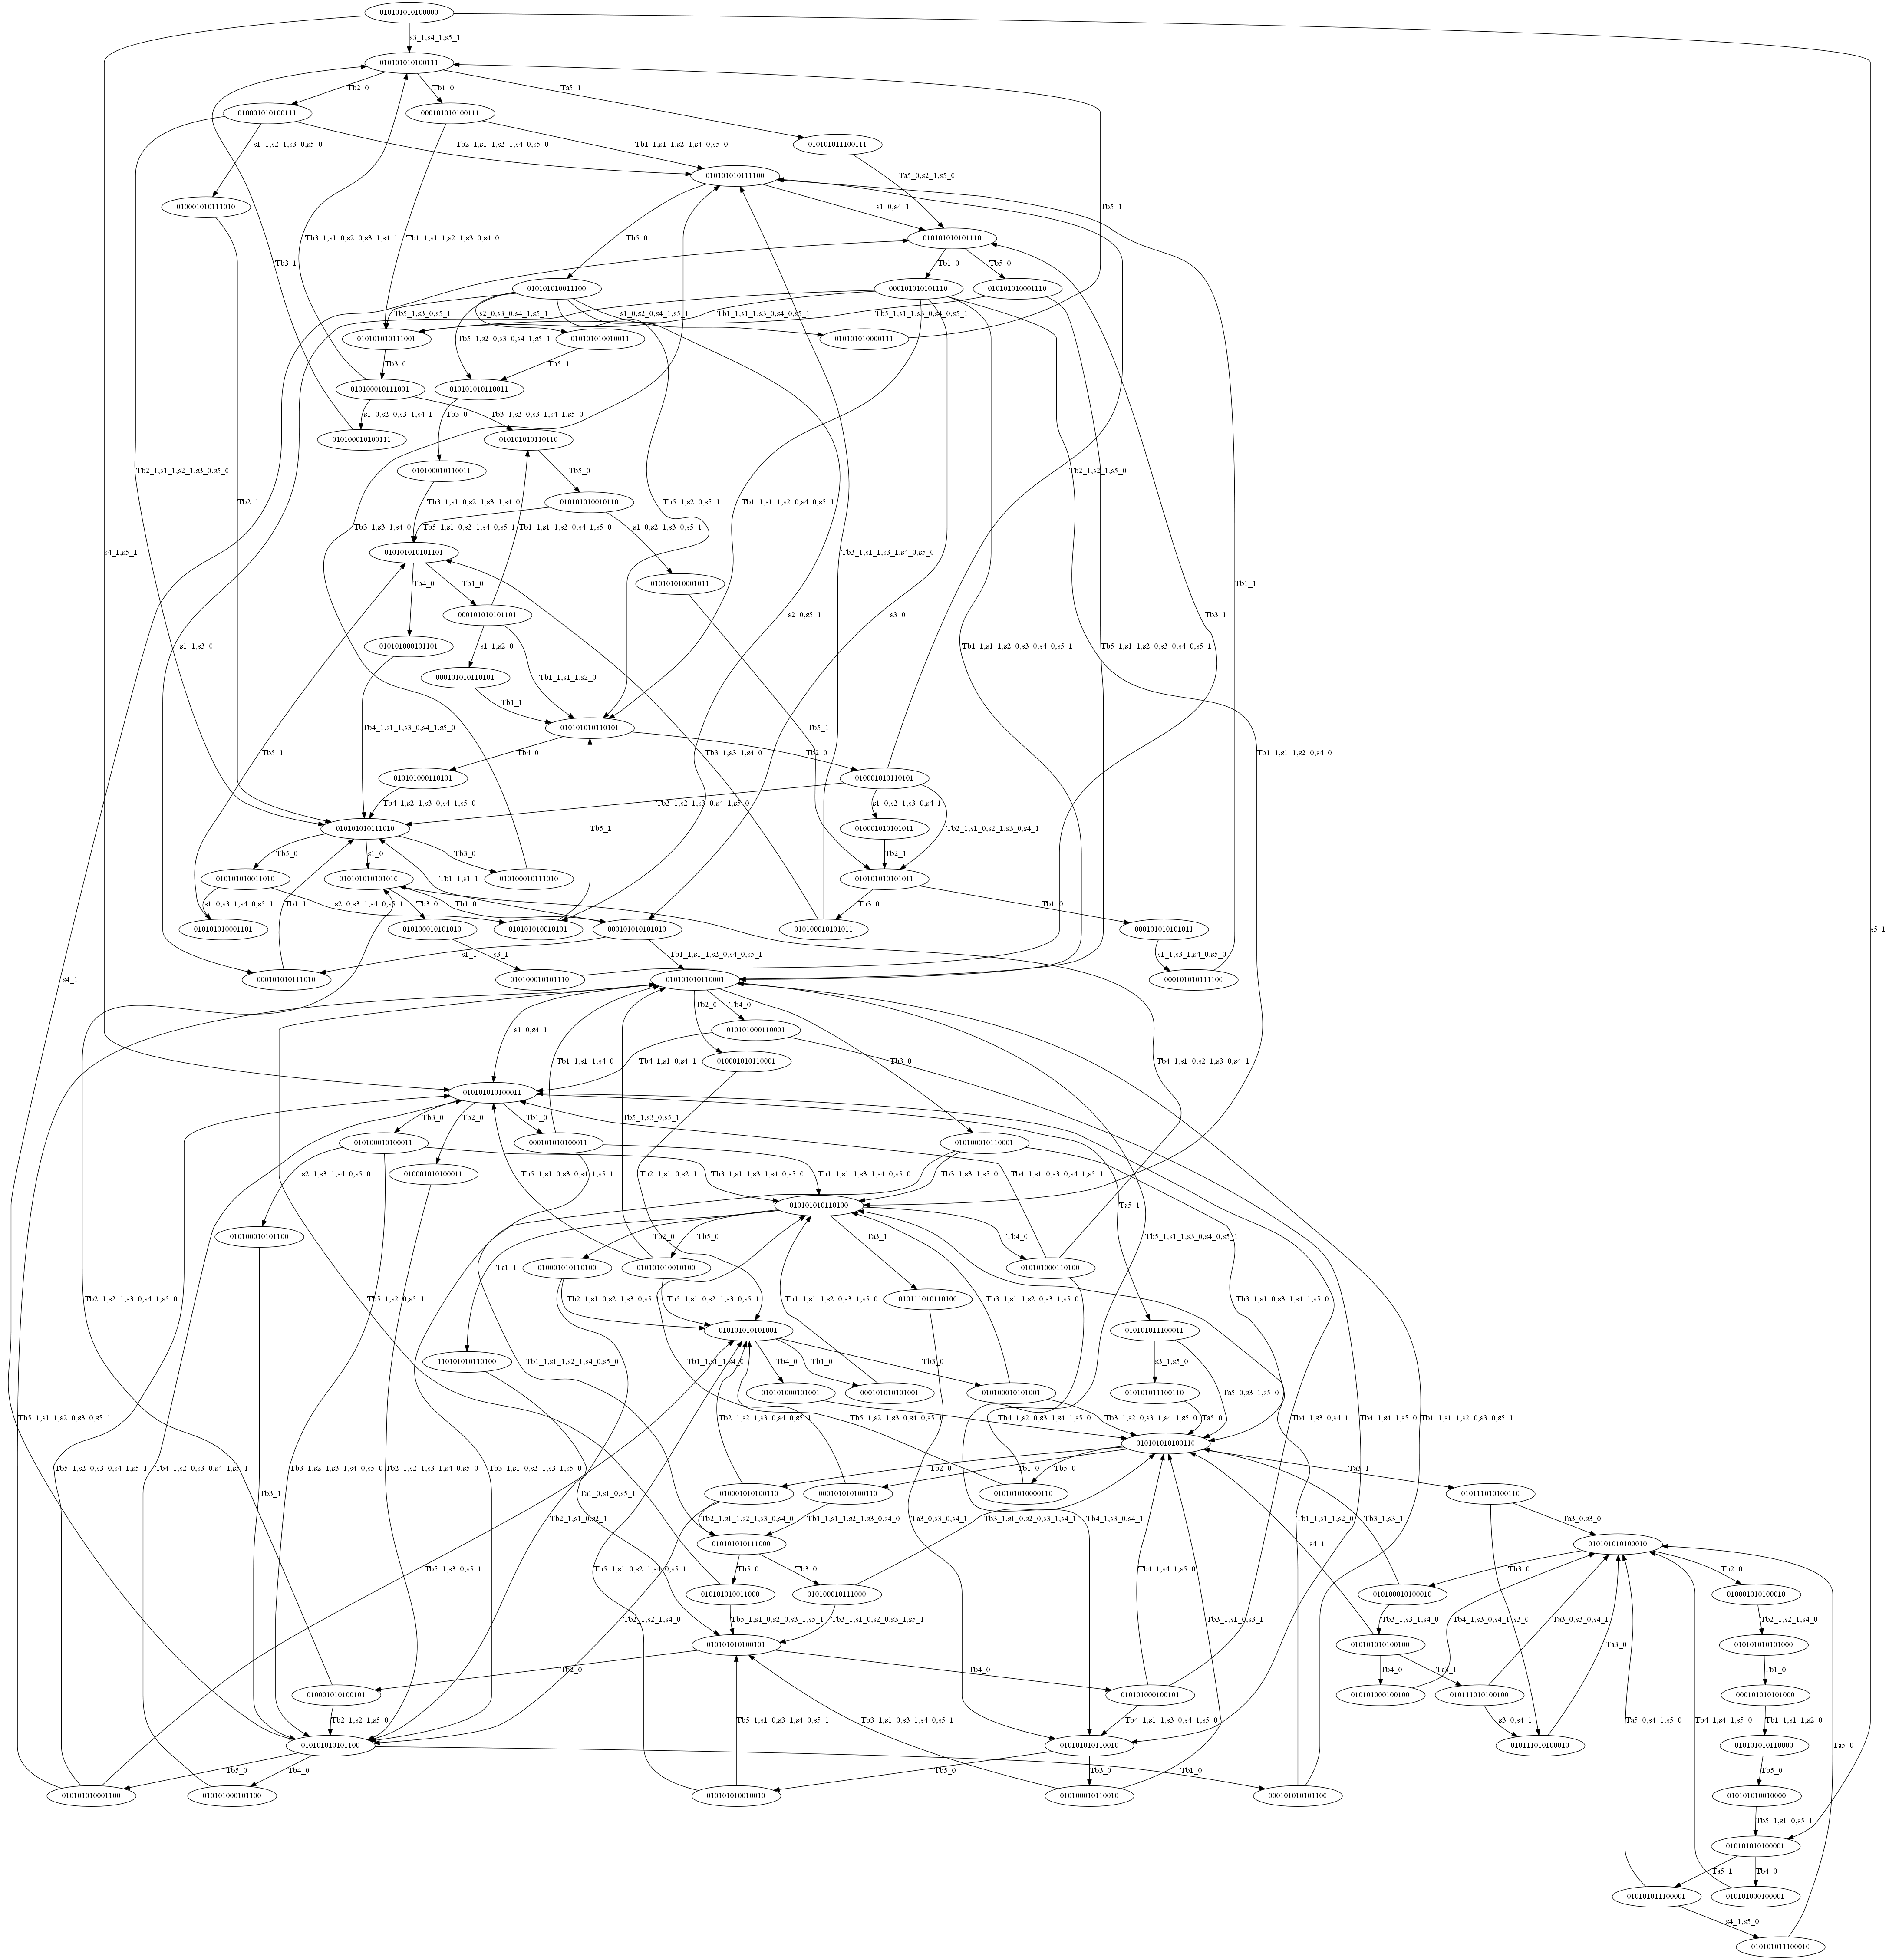 010101010100000
s3_1,s4_1,s5_1
010101010100111
Tb2_0
Tb1_0
Ta5_1
010001010100111
000101010100111
010101011100111
s1_1,s2_1,s3_0,s5_0
Tb2_1,s1_1,s2_1,s4_0,s5_0
Tb1_1,s1_1,s2_1,s4_0,s5_0
Ta5_0,s2_1,s5_0
010101010111100
010001010111010
Tb5_1
Tb3_1
Tb3_1,s1_0,s2_0,s3_1,s4_1
Tb1_1,s1_1,s2_1,s3_0,s4_0
Tb5_0
s1_0,s4_1
010101010101110
Tb1_0
Tb5_0
010101010011100
000101010101110
010101010001110
Tb5_1,s3_0,s5_1
s2_0,s3_0,s4_1,s5_1
s1_0,s2_0,s4_1,s5_1
Tb1_1,s1_1,s3_0,s4_0,s5_1
Tb5_1,s1_1,s3_0,s4_0,s5_1
010101010111001
Tb5_1,s2_0,s3_0,s4_1,s5_1
010101010010011
010101010000111
Tb3_0
Tb5_1
010100010111001
010101010110011
s1_0,s2_0,s3_1,s4_1
Tb3_0
Tb3_1,s2_0,s3_1,s4_1,s5_0
010100010100111
010101010110110
Tb2_1,s1_1,s2_1,s3_0,s5_0
Tb2_1
010100010110011
Tb5_0
Tb2_1,s2_1,s5_0
010101010010110
Tb3_1,s1_0,s2_1,s3_1,s4_0
Tb5_1,s2_0,s5_1
Tb1_1,s1_1,s2_0,s4_0,s5_1
Tb3_1,s3_1,s4_0
Tb5_1,s1_0,s2_1,s4_0,s5_1
Tb1_1,s1_1,s2_0,s4_1,s5_0
s1_0,s2_1,s3_0,s5_1
s4_1,s5_1
010101010101101
Tb3_1,s1_1,s3_1,s4_0,s5_0
Tb4_0
Tb1_0
010101010001011
Tb1_1
000101010101101
s2_0,s5_1
s3_0
Tb3_1
s1_1,s3_0
010101000101101
s1_1,s2_0
Tb1_1,s1_1,s2_0,s3_0,s4_0,s5_1
Tb5_1,s1_1,s2_0,s3_0,s4_0,s5_1
000101010110101
Tb1_1,s1_1,s2_0
Tb1_1
Tb4_1,s1_1,s3_0,s4_1,s5_0
010101010110101
Tb5_1
Tb5_1
Tb3_1,s3_1,s4_0
Tb4_0
Tb2_0
Tb1_1,s1_1,s2_0,s4_0
010101000110101
010001010110101
Tb4_1,s2_1,s3_0,s4_1,s5_0
Tb2_1,s2_1,s3_0,s4_1,s5_0
s1_0,s2_1,s3_0,s4_1
010101010111010
Tb5_1
010001010101011
Tb2_1,s1_0,s2_1,s3_0,s4_1
Tb5_0
s1_0
Tb3_0
Tb2_1
010101010011010
010101010101010
Tb1_1,s1_1
010100010111010
010101010101011
s1_0,s3_1,s4_0,s5_1
Tb1_1
s2_0,s3_1,s4_0,s5_1
Tb3_0
Tb1_0
Tb3_0
Tb1_0
s5_1
010101010001101
010100010101010
010101010010101
000101010101010
010100010101011
000101010101011
s3_1
s1_1
Tb1_1,s1_1,s2_0,s4_0,s5_1
s1_1,s3_1,s4_0,s5_0
000101010111010
010100010101110
010101010110001
000101010111100
s4_1
s1_0,s4_1
Tb2_0
Tb4_0
010101000110001
Tb1_1,s1_1,s4_0
Tb4_1,s1_0,s4_1
010001010110001
Tb3_0
Tb4_1,s1_0,s2_1,s3_0,s4_1
Tb5_1,s3_0,s5_1
010101010100011
Tb3_0
Tb2_0
Tb1_0
010100010100011
000101010100011
010100010110001
s2_1,s3_1,s4_0,s5_0
010001010100011
Tb5_1,s1_0,s3_0,s4_1,s5_1
Tb3_1,s1_1,s3_1,s4_0,s5_0
Tb2_1,s1_0,s2_1
Tb1_1,s1_1,s3_1,s4_0,s5_0
Tb3_1,s3_1,s5_0
Tb4_1,s1_0,s3_0,s4_1,s5_1
Ta5_1
010101010110100
010100010101100
Tb5_1,s1_1,s3_0,s4_0,s5_1
Ta1_1
Tb2_0
Tb5_0
Ta3_1
Tb4_0
010001010110100
010101010010100
010101000110100
Tb2_1,s2_1,s3_0,s4_1,s5_0
Tb5_1,s2_0,s5_1
Tb2_1,s1_0,s2_1,s3_0,s5_1
Tb5_1,s1_0,s2_1,s3_0,s5_1
Tb1_1,s1_1,s2_0,s3_1,s5_0
010111010110100
Tb3_1,s1_1,s2_0,s3_1,s5_0
Tb3_1,s1_0,s3_1,s4_1,s5_0
Tb4_1,s3_0,s4_1
Tb4_1,s4_1,s5_0
Tb1_1,s1_1,s2_0,s3_0,s5_1
010101010101001
010101011100011
110101010110100
Tb1_1,s1_1,s2_1,s4_0,s5_0
Tb1_1,s1_1,s4_0
Tb4_0
Tb1_0
Tb3_0
s3_1,s5_0
010101000101001
000101010101001
010100010101001
010101011100110
Ta5_0,s3_1,s5_0
Tb5_1,s1_1,s2_0,s3_0,s5_1
Tb2_1,s2_1,s3_0,s4_0,s5_1
Tb5_1,s2_1,s3_0,s4_0,s5_1
Tb4_1,s2_0,s3_1,s4_1,s5_0
Tb3_1,s2_0,s3_1,s4_1,s5_0
Ta5_0
Tb1_1,s1_1,s2_0
010101010100110
Tb5_1,s2_0,s3_0,s4_1,s5_1
Tb4_1,s2_0,s3_0,s4_1,s5_1
Tb3_1,s2_1,s3_1,s4_0,s5_0
Tb2_1,s2_1,s3_1,s4_0,s5_0
Tb3_1,s1_0,s2_1,s3_1,s5_0
Tb3_1
Tb2_0
Tb1_0
Tb5_0
Ta3_1
010001010100110
000101010100110
010101010000110
010111010100110
Ta1_0,s1_0,s5_1
Tb2_1,s1_0,s2_1
Tb2_1,s1_1,s2_1,s3_0,s4_0
Tb1_1,s1_1,s2_1,s3_0,s4_0
Ta3_0,s3_0,s4_1
Tb3_1,s1_0,s2_0,s3_1,s4_1
Tb4_1,s3_0,s4_1
s4_1
Tb3_1,s3_1
Ta3_0,s3_0
010101010111000
010101010100010
Tb5_1,s3_0,s5_1
Tb5_1,s1_0,s2_1,s4_0,s5_1
Tb5_0
Tb3_0
Tb4_1,s4_1,s5_0
Tb3_0
Tb2_0
010101010011000
010100010111000
010100010100010
010001010100010
Tb2_1,s2_1,s4_0
Tb5_1,s1_0,s2_0,s3_1,s5_1
Tb3_1,s1_0,s2_0,s3_1,s5_1
Tb3_1,s1_0,s3_1
Tb3_1,s3_1,s4_0
Tb4_1,s3_0,s4_1
Ta3_0,s3_0,s4_1
s3_0
Tb2_1,s2_1,s4_0
010101010100101
010101010100100
010101010101000
Tb2_0
Tb4_0
Tb4_0
Ta3_1
Ta3_0
Tb1_0
010001010100101
010101000100101
010101000100100
010111010100100
000101010101000
Tb2_1,s2_1,s5_0
Tb5_1,s1_0,s3_1,s4_0,s5_1
Tb3_1,s1_0,s3_1,s4_0,s5_1
Tb4_1,s1_1,s3_0,s4_1,s5_0
s3_0,s4_1
Ta5_0,s4_1,s5_0
Tb4_1,s4_1,s5_0
Tb1_1,s1_1,s2_0
Ta5_0
010101010101100
010101010110010
010111010100010
010101010110000
Tb5_0
Tb4_0
Tb5_0
Tb3_0
Tb1_0
Tb5_0
010101010001100
010101000101100
010101010010010
010100010110010
000101010101100
010101010010000
Tb5_1,s1_0,s5_1
010101010100001
Ta5_1
Tb4_0
010101011100001
010101000100001
s4_1,s5_0
010101011100010